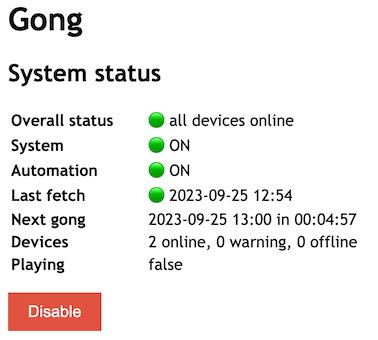 Gong
System status
Overall status all devices online
System ON
Automation ON
Last fetch 2023-09-25 12:54
Next gong 2023-09-25 13:00 in 00:04:57
Devices 2 online, 0 warning, 0 offline
Playing false
Disable